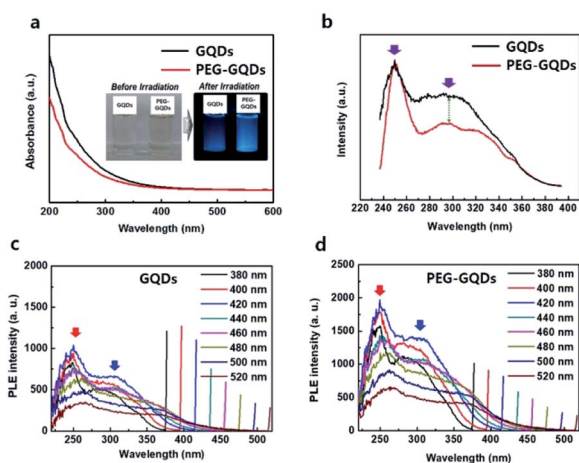 a
GQDs
PEG-GQDs
Before Irradiation
After Irradiation
GQDs
PEG-
GQDs
GQDs
PEG-
GQDs
Absorbance (a.u.)
200 300 400 500 600
Wavelength (nm)
b
GQDs
PEG-GQDs
Intensity (a.u.)
220 240 260 280 300 320 340 360 380 400
Wavelength (nm)
c
GQDs
380 nm
400 nm
420 nm
440 nm
460 nm
480 nm
500 nm
520 nm
PLE intensity (a. u.)
2000
1500
1000
500
0
250 300 350 400 450 500
Wavelength (nm)
d
PEG-GQDs
380 nm
400 nm
420 nm
440 nm
460 nm
480 nm
500 nm
520 nm
PLE intensity (a. u.)
2500
2000
1500
1000
500
0
250 300 350 400 450 500
Wavelength (nm)